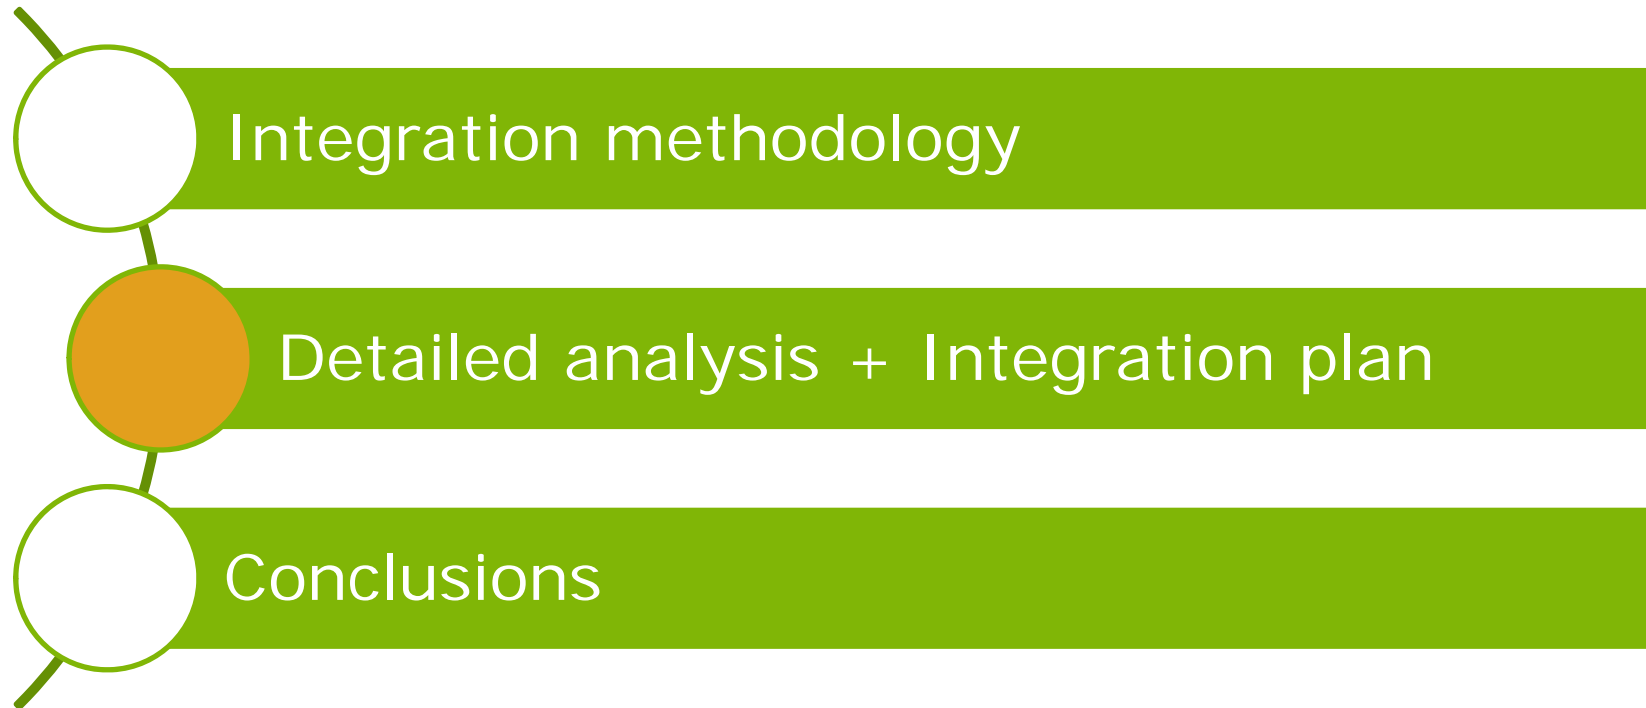 Integration methodology
Detailed analysis + Integration plan
Conclusions